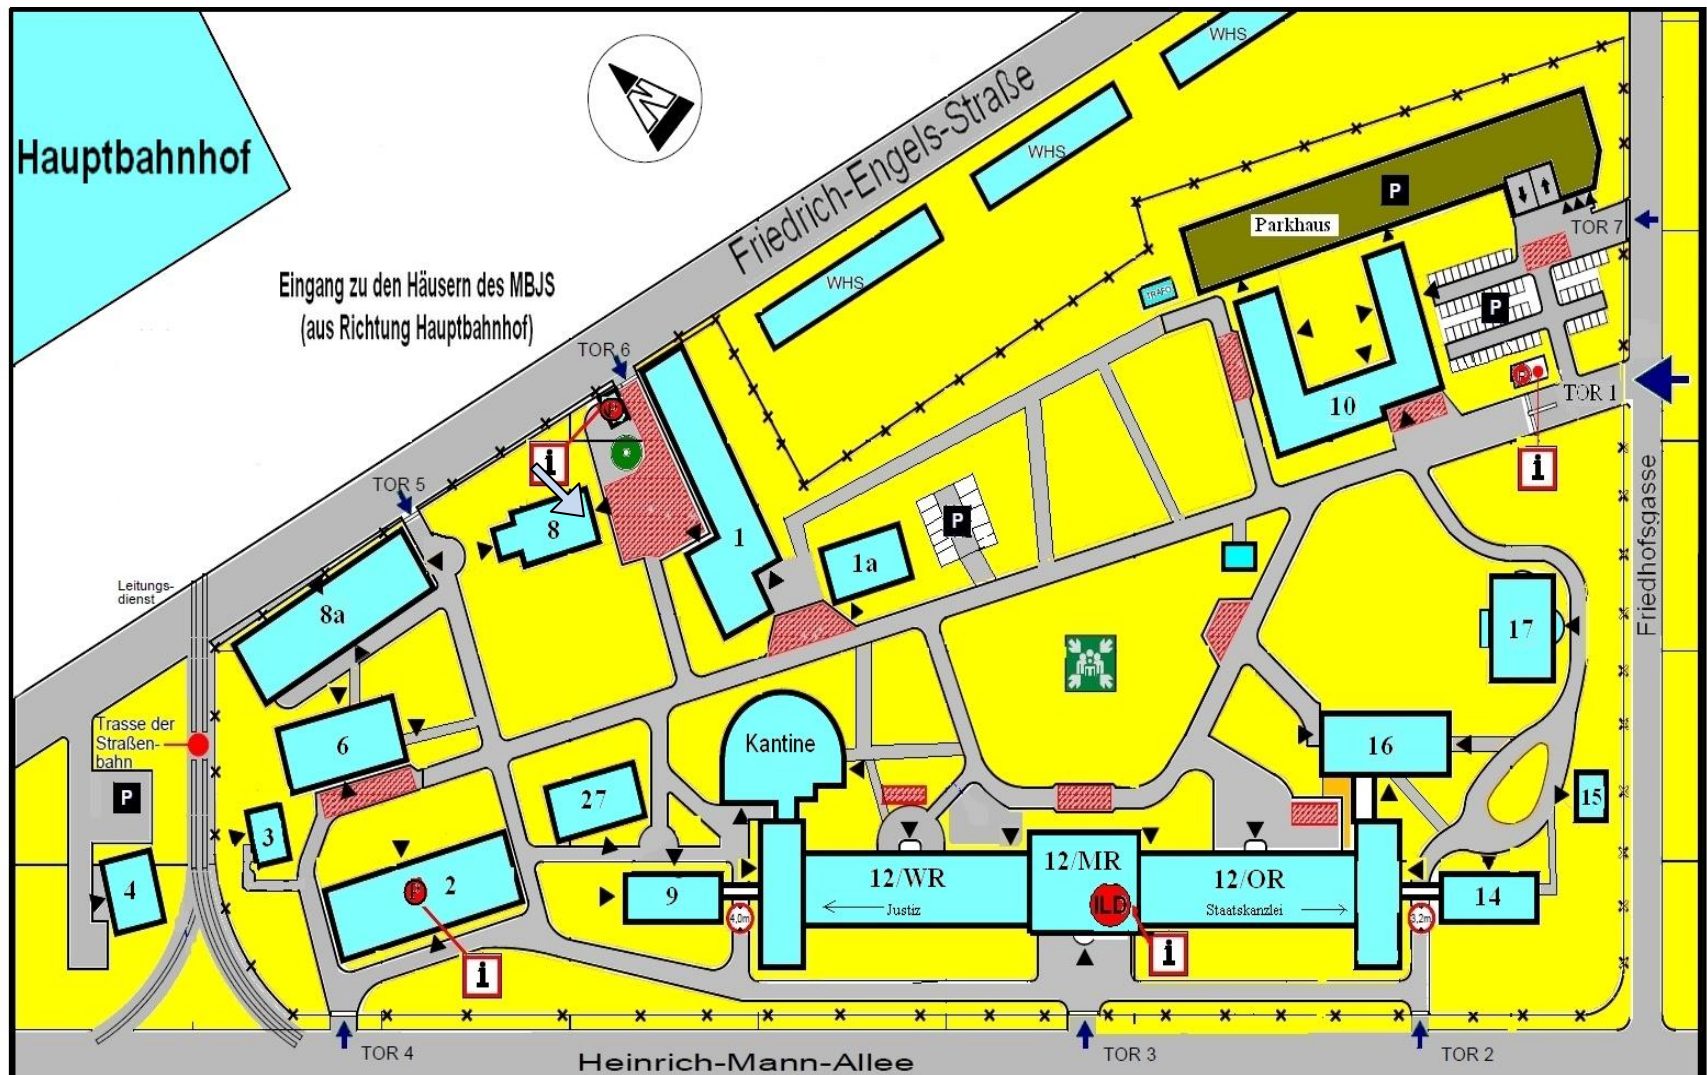 WHS
Hauptbahnhof
N
Friedrich-Engels-Straße
WHS
P
Parkhaus
TOR 7
WHS
TRAFO
P
Eingang zu den Häusern des MBJS
(aus Richtung Hauptbahnhof)
TOR 6
10
TOR 1
i
i
TOR 5
8
1
P
1a
Leitungs-
dienst
8a
17
Friedhofsgasse
Trasse der
Straßen-
bahn
6
Kantine
16
P
27
15
3
4
2
9
12/WR
Justiz
12/MR
ILD
12/OR
Staatskanzlei
14
4,0m
3,2m
i
i
TOR 4
Heinrich-Mann-Allee
TOR 3
TOR 2